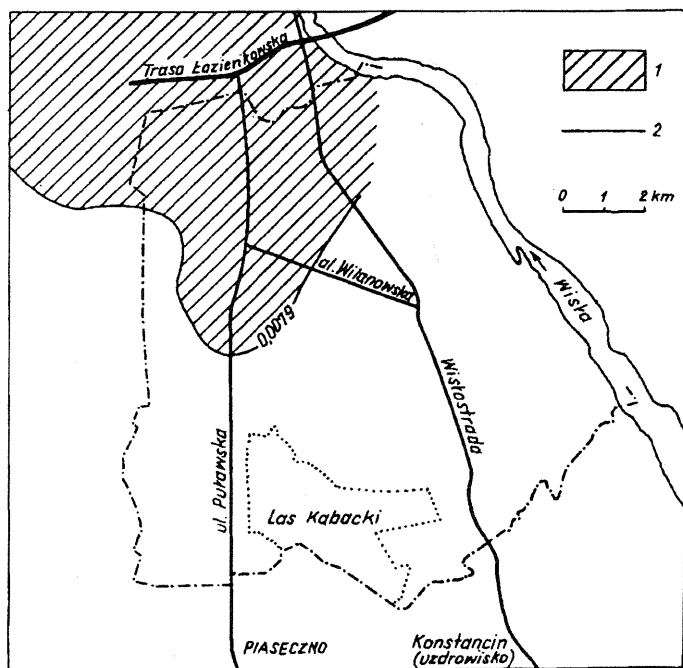 Trasa Łazienkowska
1
2
0 1 2 km
al. Wilanowska
Wisła
0,0019
Wisłostrada
ul. Puławska
Las Kabacki
PIASECZNO
Konstancin
(uzdrowisko)